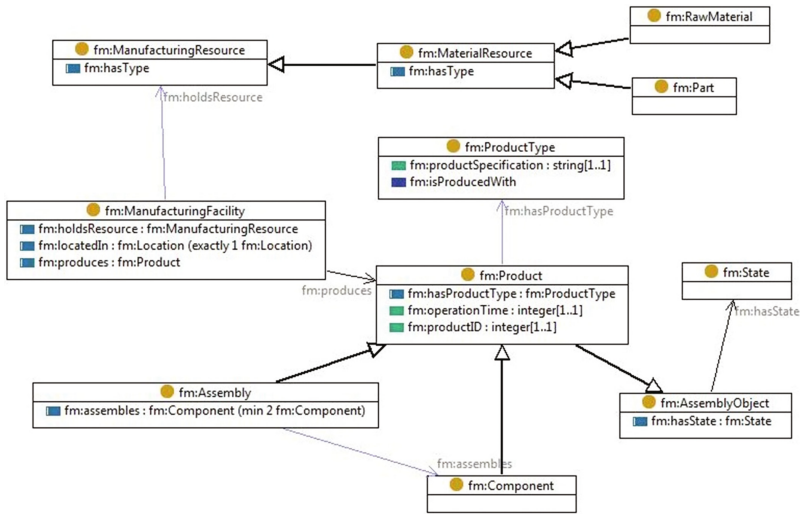 fm:RawMaterial
fm:ManufacturingResource
fm:hasType
fm:MaterialResource
fm:hasType
fm:Part
fm:holdsResource
fm:ProductType
fm:productSpecification : string[1..1]
fm:isProducedWith
fm:hasProductType
fm:ManufacturingFacility
fm:holdsResource : fm:ManufacturingResource
fm:locatedIn : fm:Location (exactly 1 fm:Location)
fm:produces : fm:Product
fm:produces
fm:Product
fm:hasProductType : fm:ProductType
fm:operationTime : integer[1..1]
fm:productID : integer[1..1]
fm:State
fm:hasState
fm:Assembly
fm:assembles : fm:Component (min 2 fm:Component)
fm:AssemblyObject
fm:hasState : fm:State
fm:assembles
fm:Component